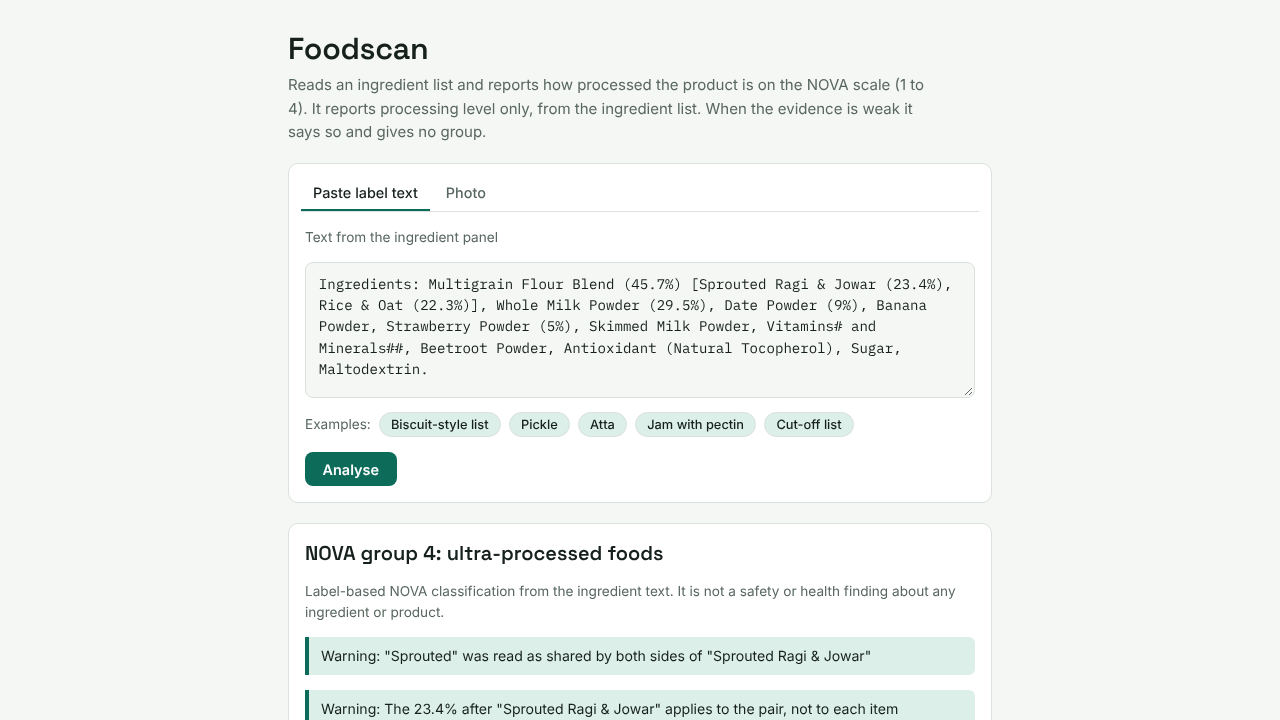 Foodscan
Reads an ingredient list and reports how processed the product is on the NOVA scale (1 to
4). It reports processing level only, from the ingredient list. When the evidence is weak it
says so and gives no group.
Paste label text
Photo
Text from the ingredient panel
Ingredients: Multigrain Flour Blend (45.7%) [Sprouted Ragi & Jowar (23.4%),
Rice & Oat (22.3%)], Whole Milk Powder (29.5%), Date Powder (9%), Banana
Powder, Strawberry Powder (5%), Skimmed Milk Powder, Vitamins# and
Minerals##, Beetroot Powder, Antioxidant (Natural Tocopherol), Sugar,
Maltodextrin.
Examples: Biscuit-style list Pickle Atta Jam with pectin Cut-off list
Analyse
NOVA group 4: ultra-processed foods
Label-based NOVA classification from the ingredient text. It is not a safety or health finding about any
ingredient or product.
Warning: "Sprouted" was read as shared by both sides of "Sprouted Ragi & Jowar"
Warning: The 23.4% after "Sprouted Ragi & Jowar" applies to the pair, not to each item